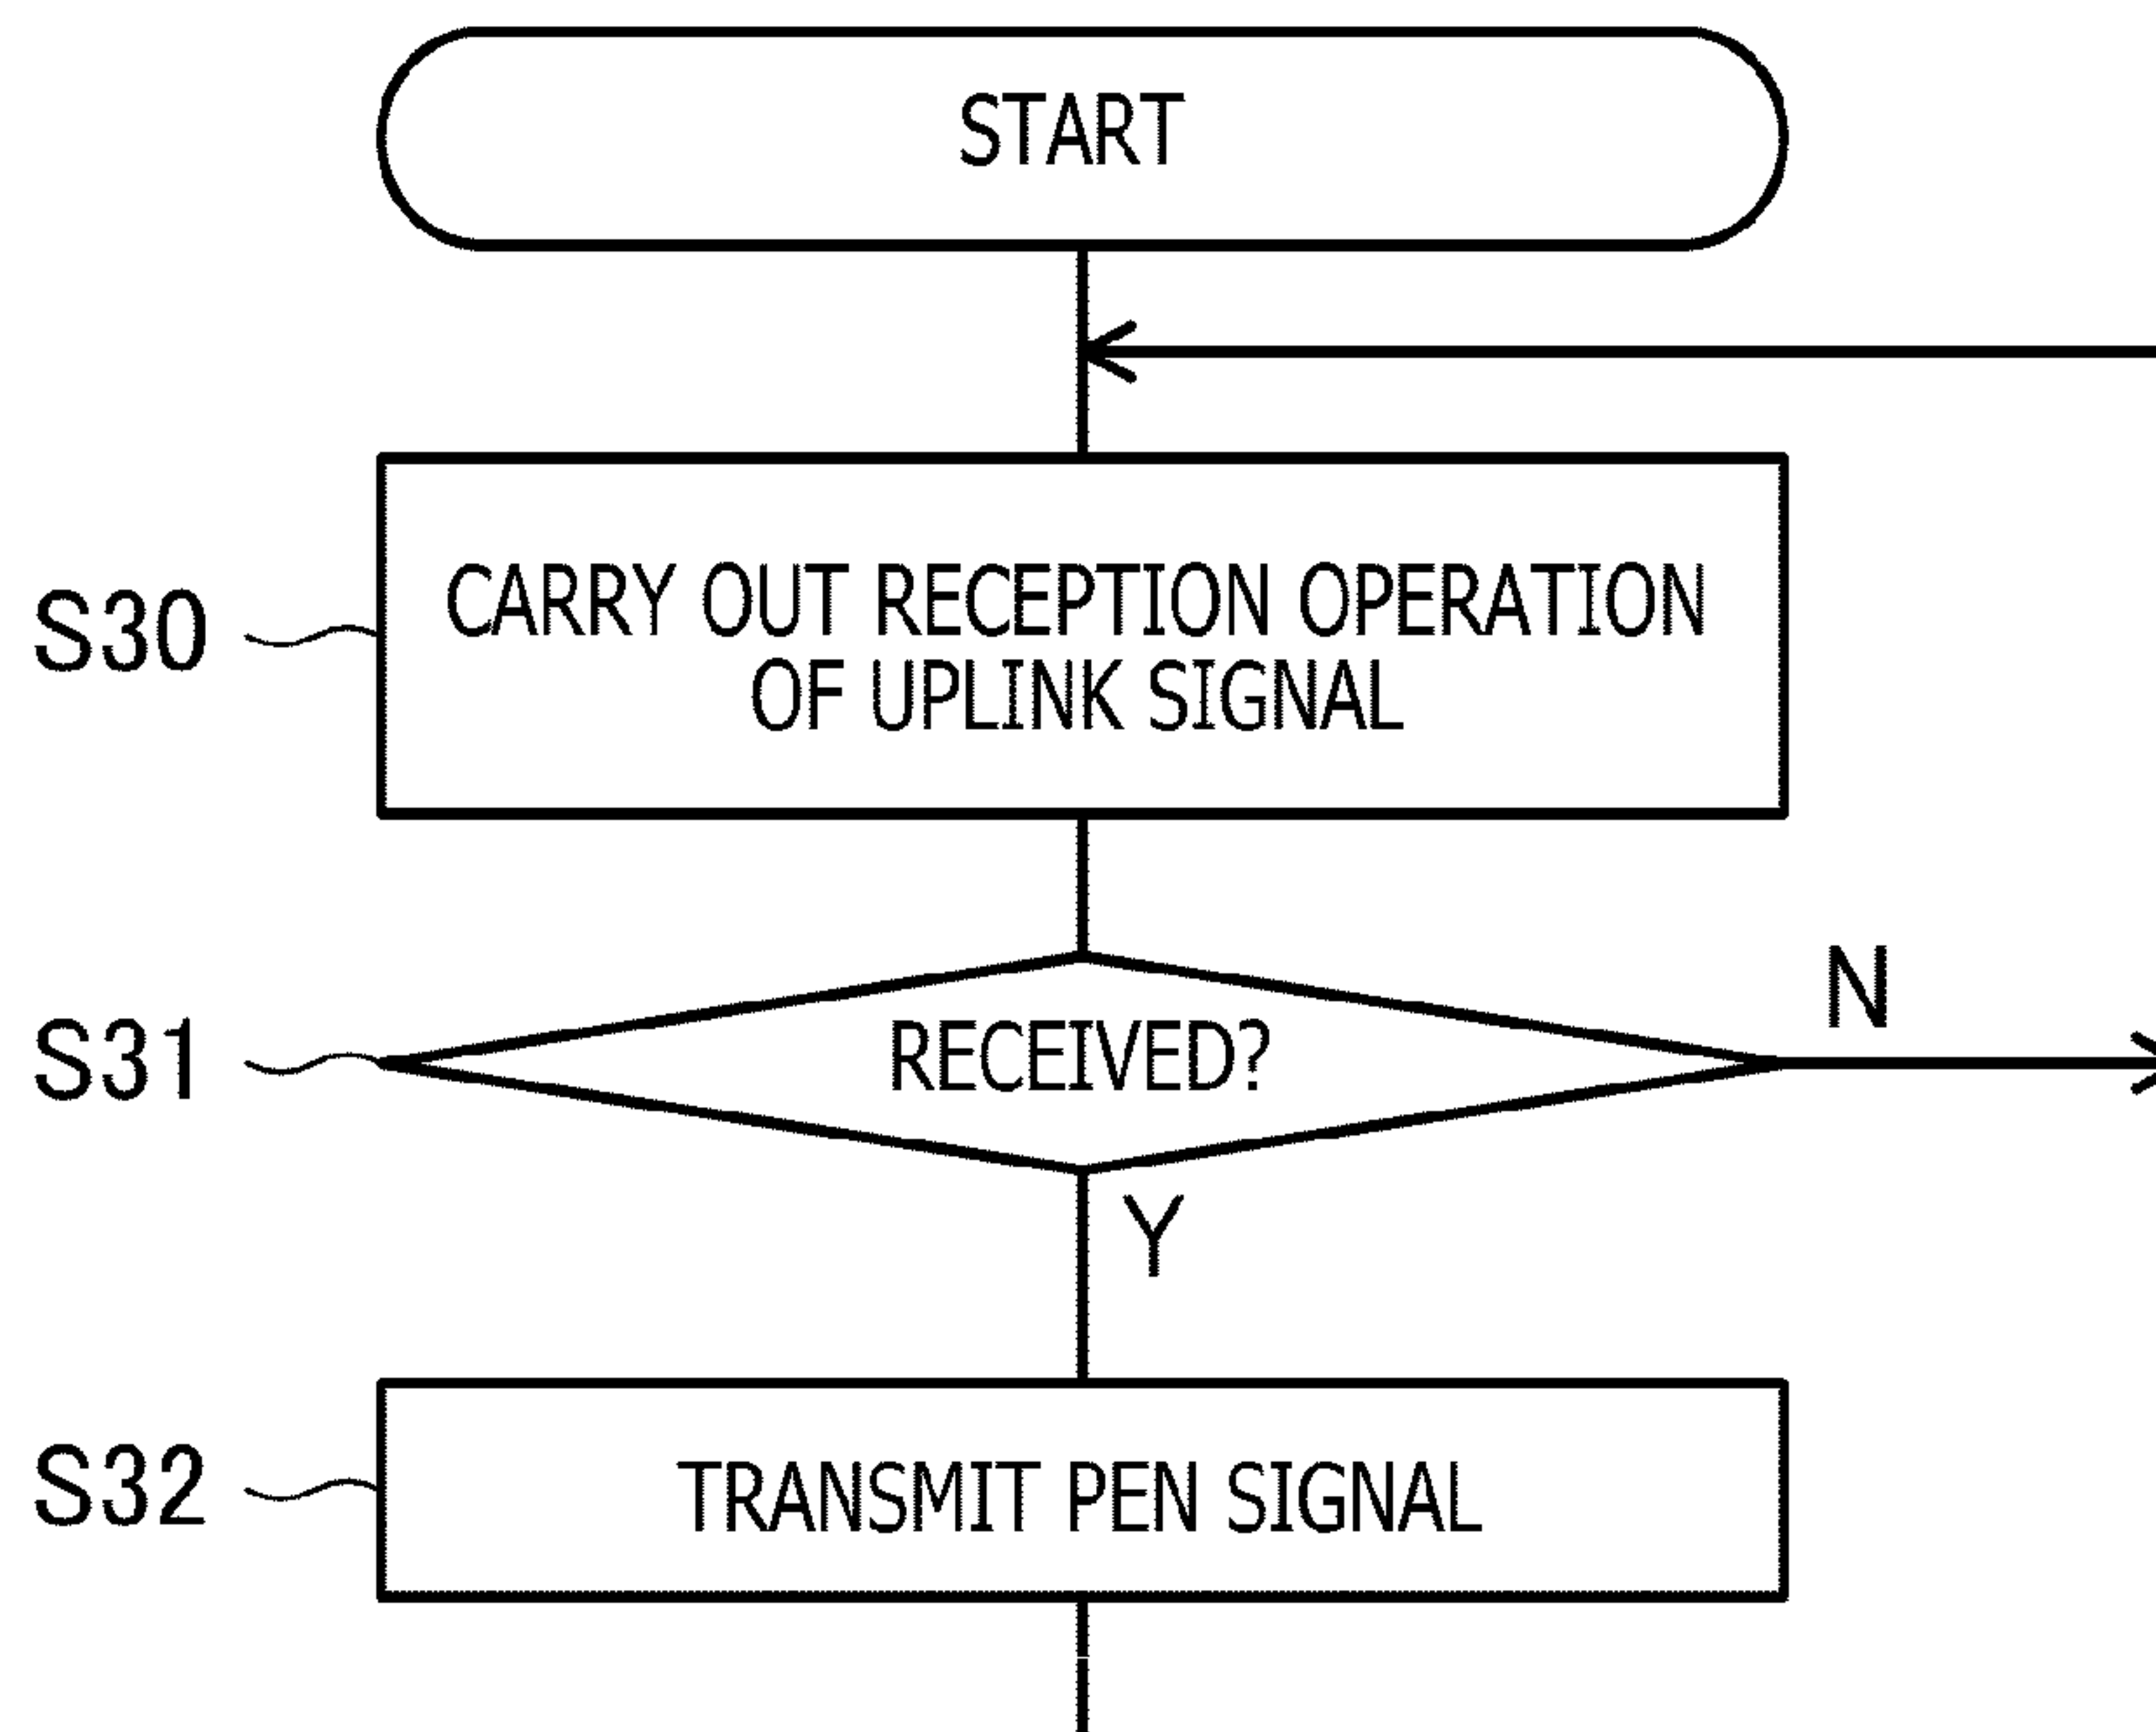 START
S30
CARRY OUT RECEPTION OPERATION
OF UPLINK SIGNAL
S31
RECEIVED?
N
Y
S32
TRANSMIT PEN SIGNAL